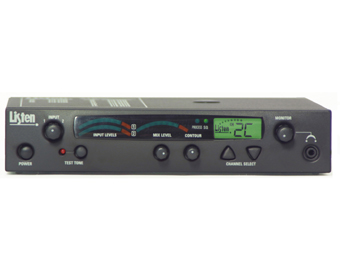 Listen
INPUT
INPUT LEVELS
MIX LEVEL
CONTOUR
2C
MONITOR
POWER
TEST TONE
CHANNEL SELECT